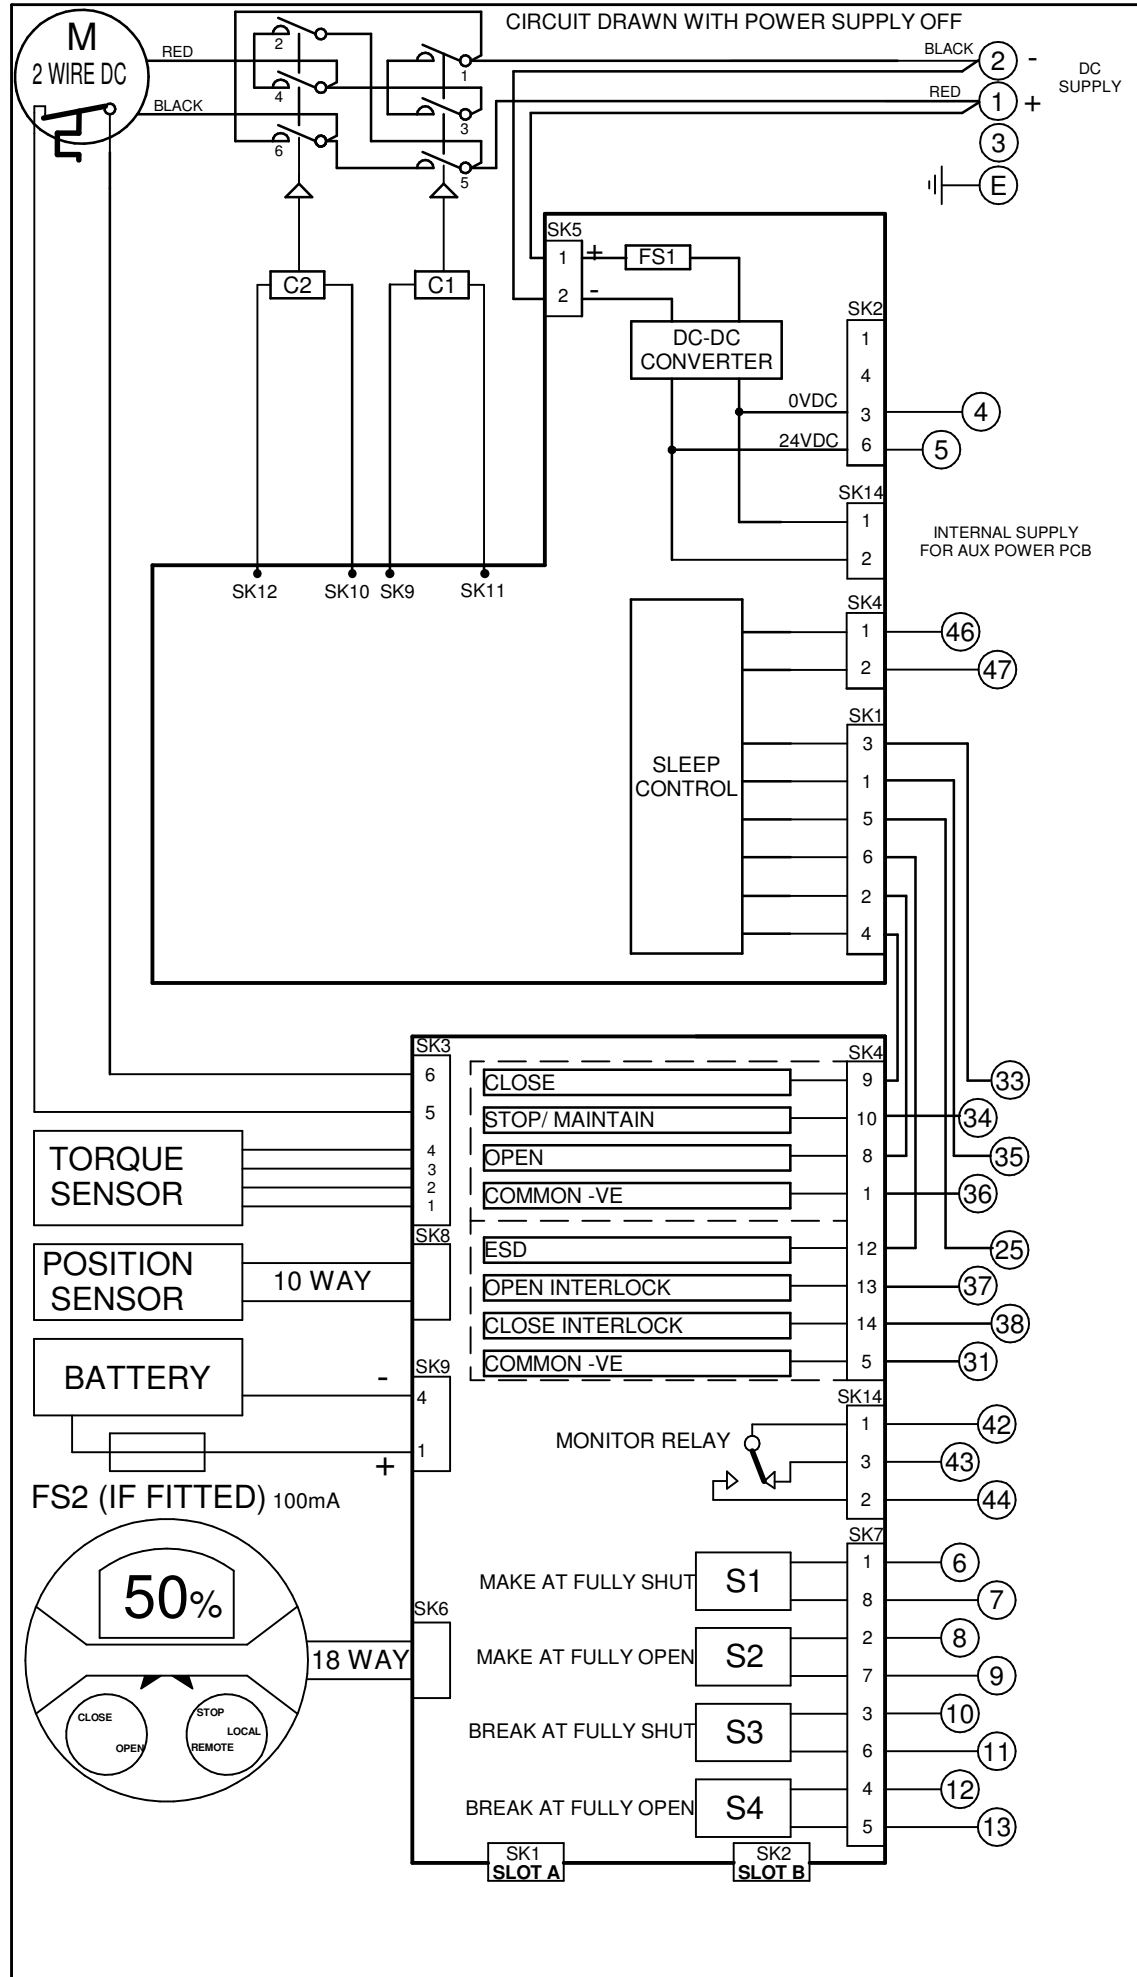 CIRCUIT DRAWN WITH POWER SUPPLY OFF
M
2 WIRE DC
RED
BLACK
2
4
6
1
3
5
BLACK
2 -
RED
1 +
DC
SUPPLY
3
E
C2
C1
SK12
SK10
SK9
SK11
SK5
1 +
2 -
FS1
DC-DC
CONVERTER
0VDC
24VDC
SK2
1
4
3
6
4
5
SK14
1
2
INTERNAL SUPPLY
FOR AUX POWER PCB
SLEEP
CONTROL
SK4
1
2
46
47
SK1
3
1
5
6
2
4
SK3
6
5
4
3
2
1
TORQUE
SENSOR
SK8
POSITION
SENSOR
10 WAY
BATTERY
SK9
- 4
+ 1
FS2 (IF FITTED) 100mA
50%
CLOSE
OPEN
STOP
LOCAL
REMOTE
18 WAY
SK6
SK4
CLOSE 9 33
STOP/ MAINTAIN 10 34
OPEN 8 35
COMMON -VE 1 36
ESD 12 25
OPEN INTERLOCK 13 37
CLOSE INTERLOCK 14 38
COMMON -VE 5 31
SK14
MONITOR RELAY
1 42
3 43
2 44
SK7
MAKE AT FULLY SHUT S1
1 6
8 7
MAKE AT FULLY OPEN S2
2 8
7 9
BREAK AT FULLY SHUT S3
3 10
6 11
BREAK AT FULLY OPEN S4
4 12
5 13
SK1
SLOT A
SK2
SLOT B